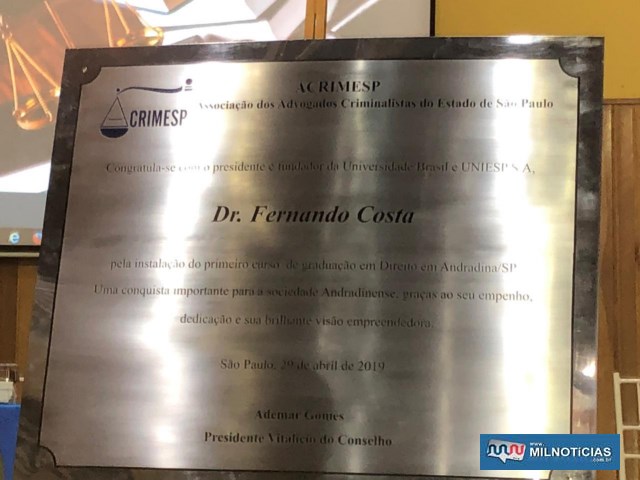 ACRIMESP
ACRIMESP
Associação dos Advogados Criminalistas do Estado de São Paulo
Congratula-se com o presidente e fundador da Universidade Brasil e UNIESP S.A,
Dr. Fernando Costa
pela instalação do primeiro curso de graduação em Direito em Andradina/SP
Uma conquista importante para a sociedade Andradinense, graças ao seu empenho,
dedicação e sua brilhante visão empreendedora.
São Paulo, 29 de abril de 2019
Ademar Gomes
Presidente Vitalício do Conselho
www.
MILNOTICIAS
.com.br